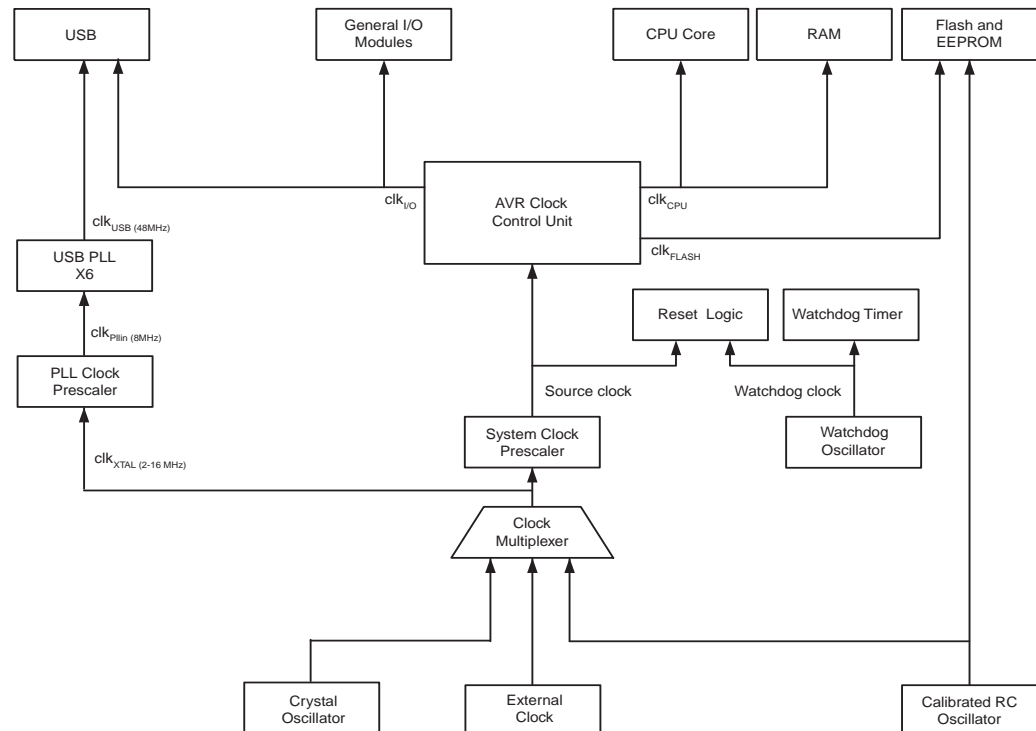 USB
General I/O
Modules
CPU Core
RAM
Flash and
EEPROM
AVR Clock
Control Unit
clkI/O
clkCPU
clkFLASH
clkUSB (48MHz)
USB PLL
X6
clkPllin (8MHz)
PLL Clock
Prescaler
Reset Logic
Watchdog Timer
Source clock
Watchdog clock
System Clock
Prescaler
Watchdog
Oscillator
clkXTAL (2-16 MHz)
Clock
Multiplexer
Crystal
Oscillator
External
Clock
Calibrated RC
Oscillator